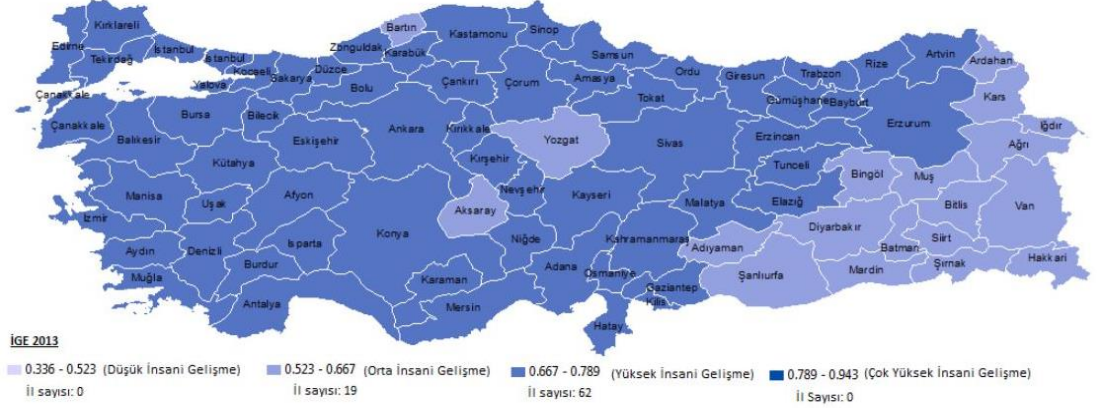 Kırklareli
Bartın
Kastamonu
Sinop
Edirne
İstanbul
İstanbul
Zonguldak
Karabük
Samsun
Artvin
Tekirdağ
Kocaeli
Sakarya
Düzce
Ordu
Giresun
Trabzon
Rize
Ardahan
Yalova
Bolu
Çankırı
Çorum
Amasya
Çanakkale
Tokat
Gümüşhane
Bayburt
Kars
Çanakkale
Bursa
Bilecik
Balıkesir
Eskişehir
Ankara
Kırıkkale
Yozgat
Sivas
Erzincan
Erzurum
Iğdır
Ağrı
Kütahya
Kırşehir
Tunceli
Bingöl
Muş
Manisa
Uşak
Afyon
Nevşehir
Kayseri
Malatya
Elazığ
Bitlis
Van
İzmir
Aksaray
Konya
Diyarbakır
Aydın
Denizli
Isparta
Niğde
Kahramanmaraş
Adıyaman
Batman
Siirt
Muğla
Burdur
Karaman
Adana
Osmaniye
Gaziantep
Şanlıurfa
Mardin
Şırnak
Hakkari
Antalya
Mersin
Kilis
Hatay
İGE 2013
0.336 - 0.523 (Düşük İnsani Gelişme)
İl sayısı: 0
0.523 - 0.667 (Orta İnsani Gelişme)
İl sayısı: 19
0.667 - 0.789 (Yüksek İnsani Gelişme)
İl sayısı: 62
0.789 - 0.943 (Çok Yüksek İnsani Gelişme)
İl Sayısı: 0